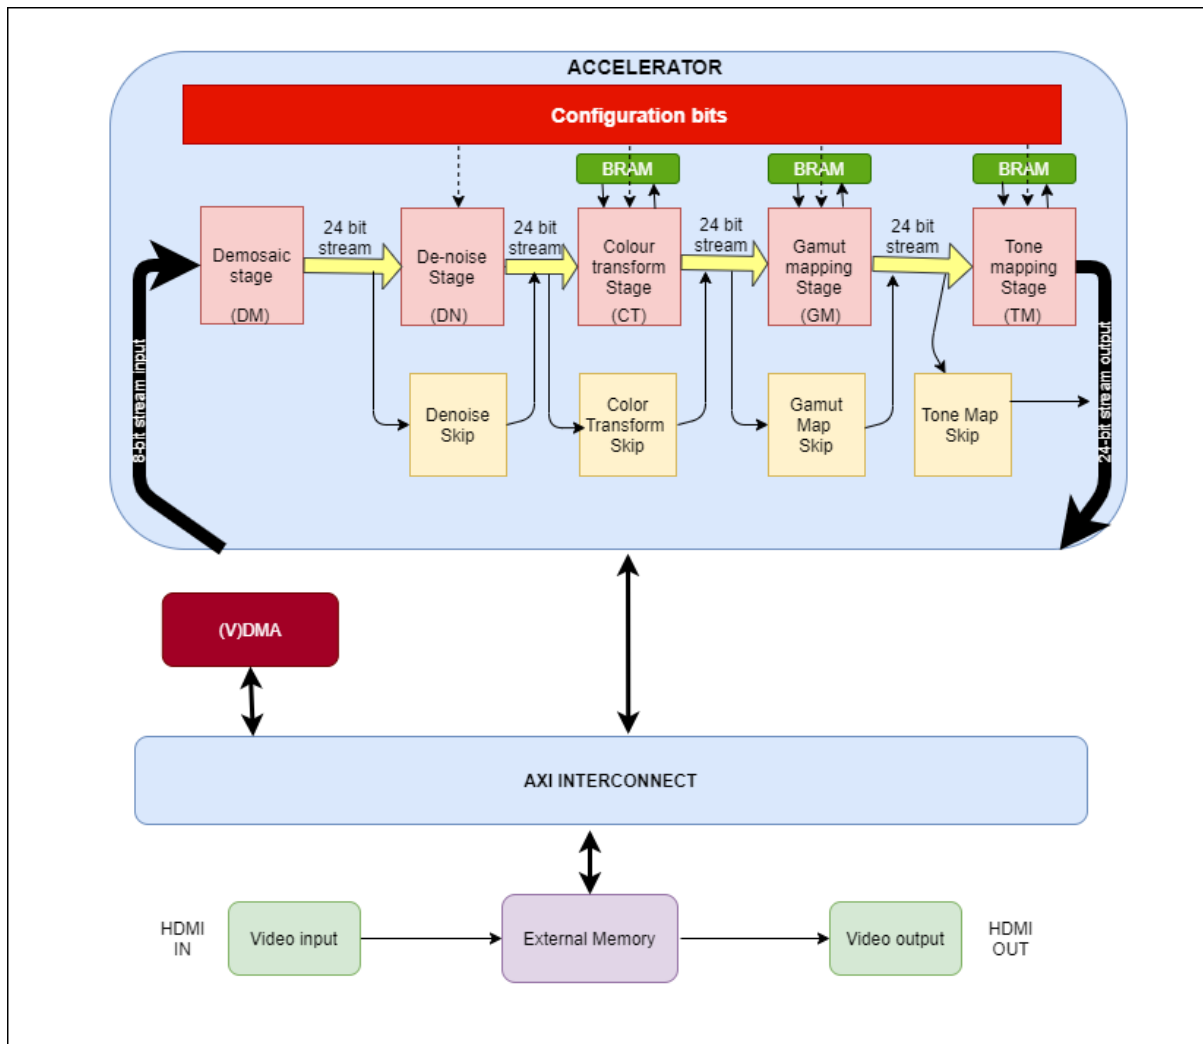 ACCELERATOR
Configuration bits
BRAM
BRAM
BRAM
Demosaic
stage
(DM)
24 bit
stream
De-noise
Stage
(DN)
24 bit
stream
Colour
transform
Stage
(CT)
24 bit
stream
Gamut
mapping
Stage
(GM)
24 bit
stream
Tone
mapping
Stage
(TM)
8-bit stream input
24-bit stream output
Denoise
Skip
Color
Transform
Skip
Gamut
Map
Skip
Tone Map
Skip
(V)DMA
AXI INTERCONNECT
HDMI
IN
Video input
External Memory
Video output
HDMI
OUT